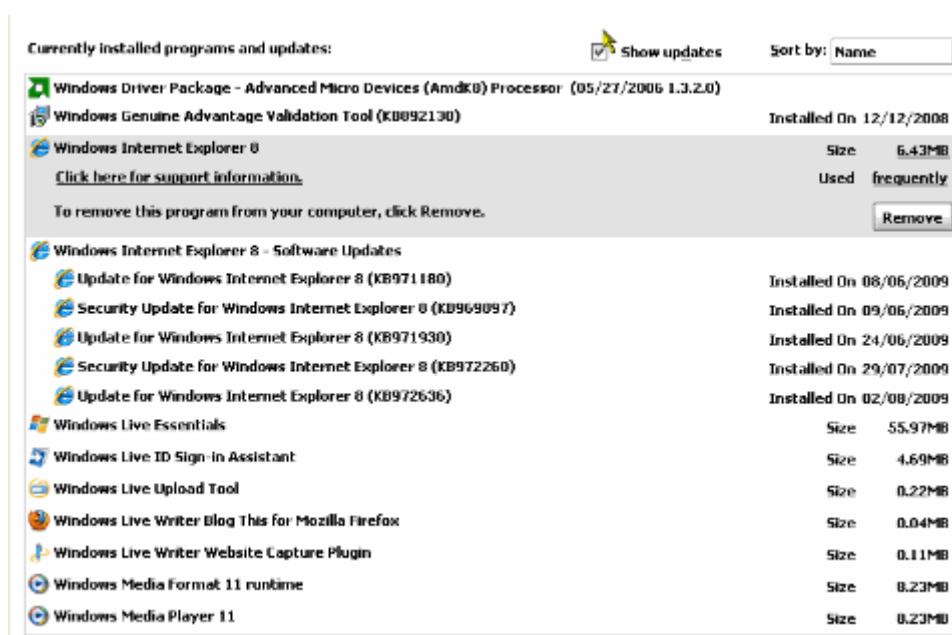 Currently installed programs and updates: Show updates Sort by: Name
Windows Driver Package - Advanced Micro Devices (AmdK8) Processor (05/27/2006 1.3.2.0)
Windows Genuine Advantage Validation Tool (KB892130) Installed On 12/12/2008
Windows Internet Explorer 8 Size 6.43MB
Click here for support information. Used frequently
To remove this program from your computer, click Remove. Remove
Windows Internet Explorer 8 - Software Updates
Update for Windows Internet Explorer 8 (KB971180) Installed On 08/06/2009
Security Update for Windows Internet Explorer 8 (KB969897) Installed On 09/06/2009
Update for Windows Internet Explorer 8 (KB971930) Installed On 24/06/2009
Security Update for Windows Internet Explorer 8 (KB972260) Installed On 29/07/2009
Update for Windows Internet Explorer 8 (KB972636) Installed On 02/08/2009
Windows Live Essentials Size 55.97MB
Windows Live ID Sign-in Assistant Size 4.69MB
Windows Live Upload Tool Size 0.22MB
Windows Live Writer Blog This for Mozilla Firefox Size 0.04MB
Windows Live Writer Website Capture Plugin Size 0.11MB
Windows Media Format 11 runtime Size 8.23MB
Windows Media Player 11 Size 8.23MB